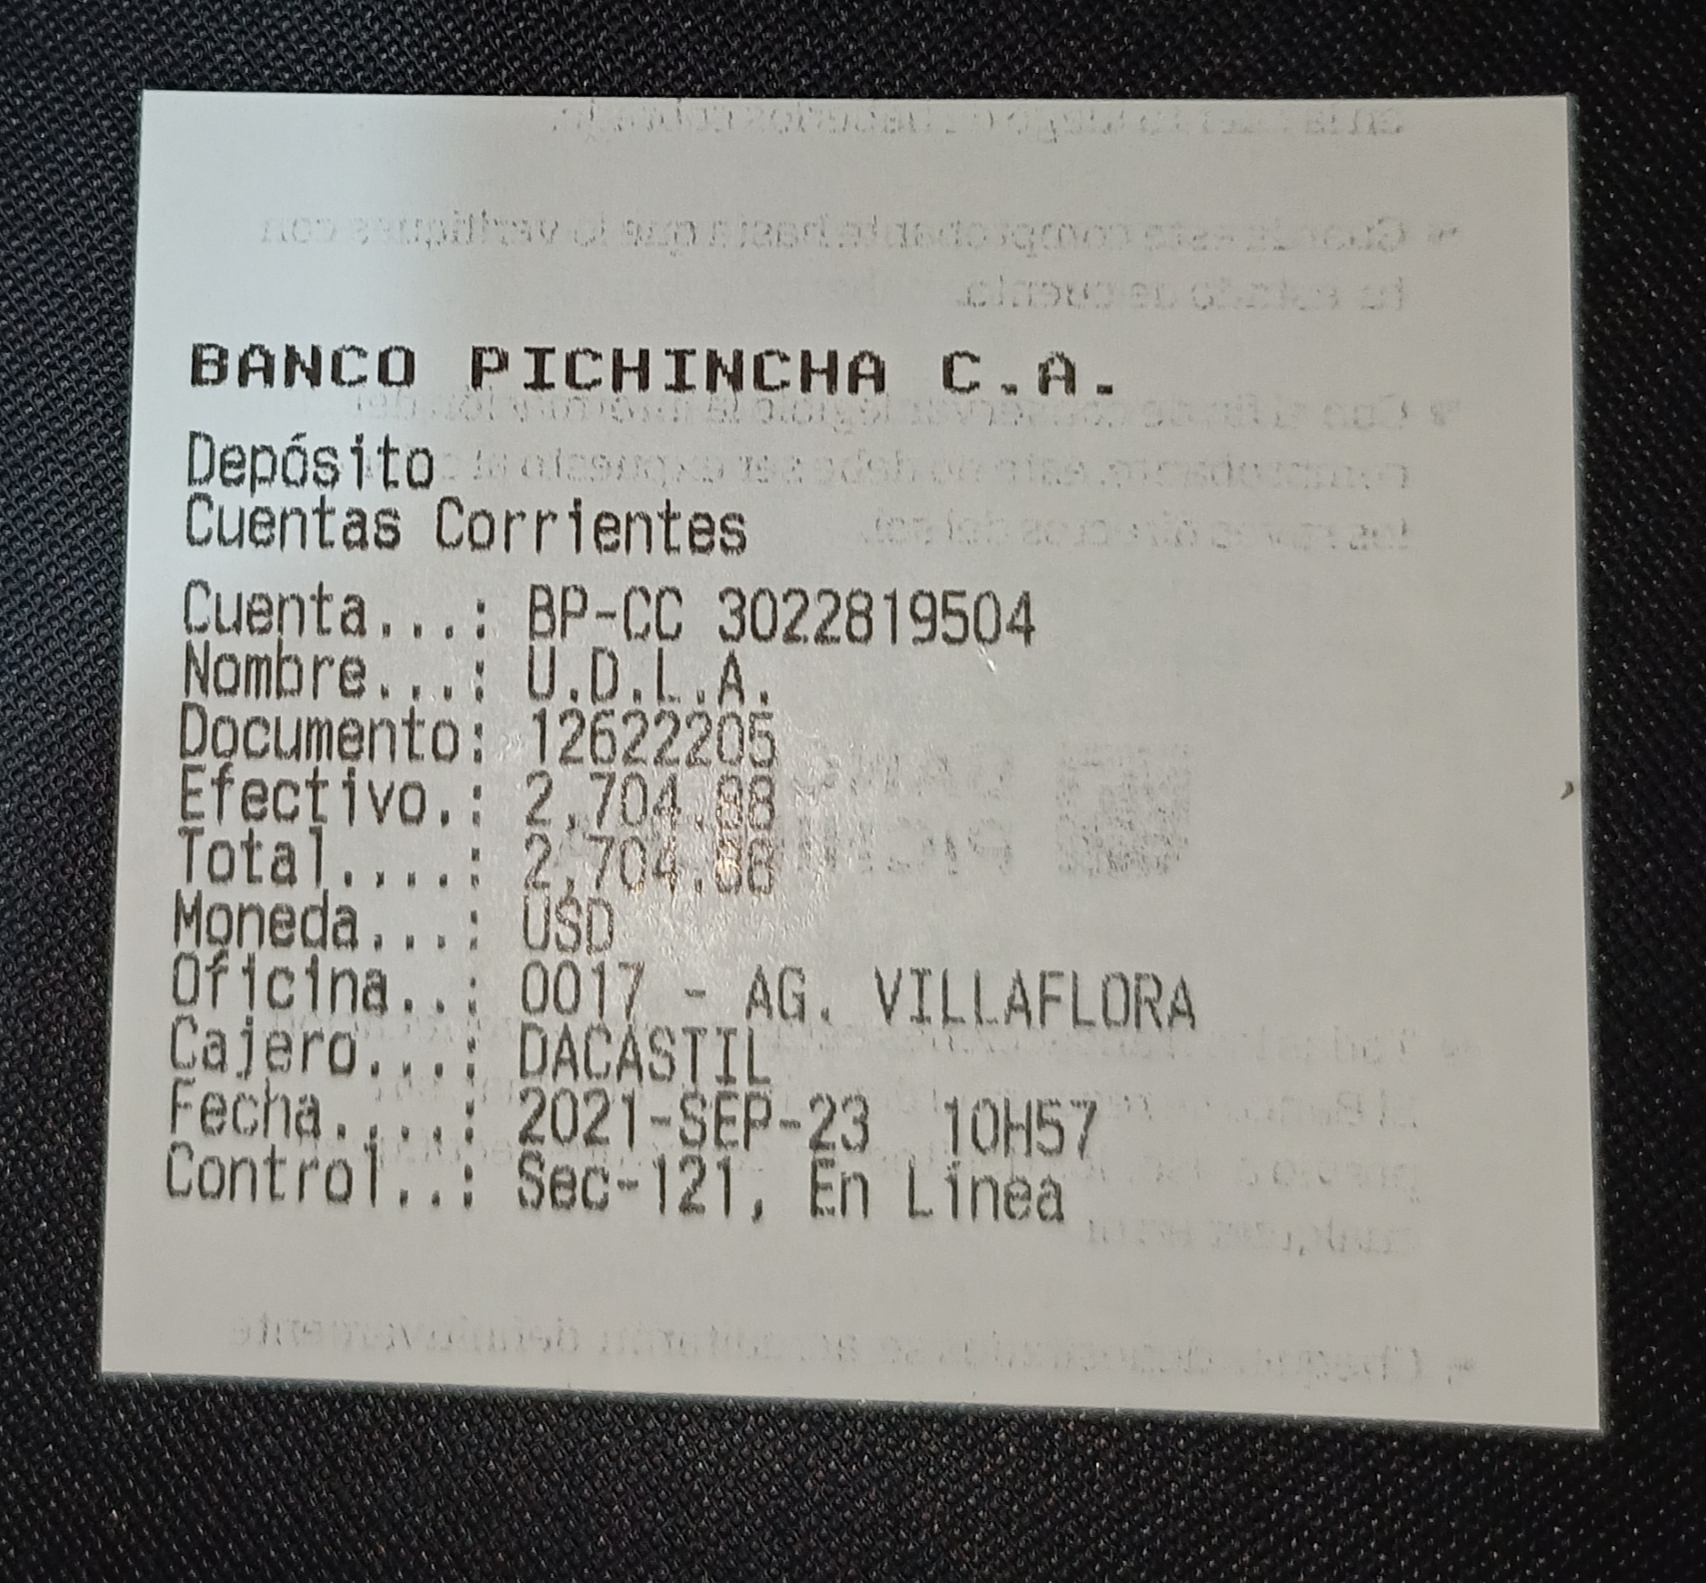 BANCO PICHINCHA C.A.
Depósito
Cuentas Corrientes
Cuenta...: BP-CC 3022819504
Nombre...: U.D.L.A.
Documento: 12622205
Efectivo.: 2,704.88
Total....: 2,704.88
Moneda...: USD
Oficina..: 0017 - AG. VILLAFLORA
Cajero...: DACASTIL
Fecha....: 2021-SEP-23 10H57
Control..: Sec-121, En Línea